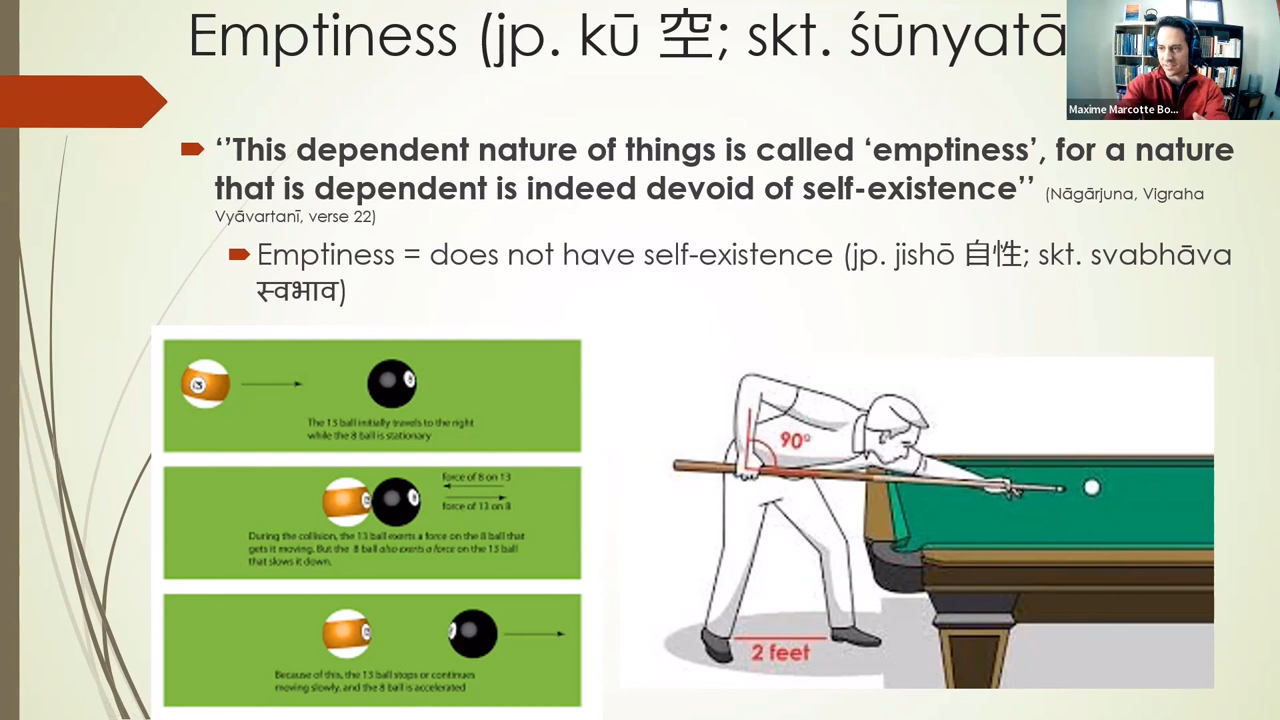 Emptiness (jp. kū 空; skt. śūnyatā
Maxime Marcotte Bo...
‘’This dependent nature of things is called ‘emptiness’, for a nature
that is dependent is indeed devoid of self-existence’’ (Nāgārjuna, Vigraha
Vyāvartanī, verse 22)
Emptiness = does not have self-existence (jp. jishō 自性; skt. svabhāva
स्वभाव)
The 13 ball initially travels to the right
while the 8 ball is stationary
force of 8 on 13
force of 13 on 8
During the collision, the 13 ball exerts a force on the 8 ball that
gets it moving. But the 8 ball also exerts a force on the 13 ball
that slows it down.
Because of this, the 13 ball stops or continues
moving slowly, and the 8 ball is accelerated
90°
2 feet